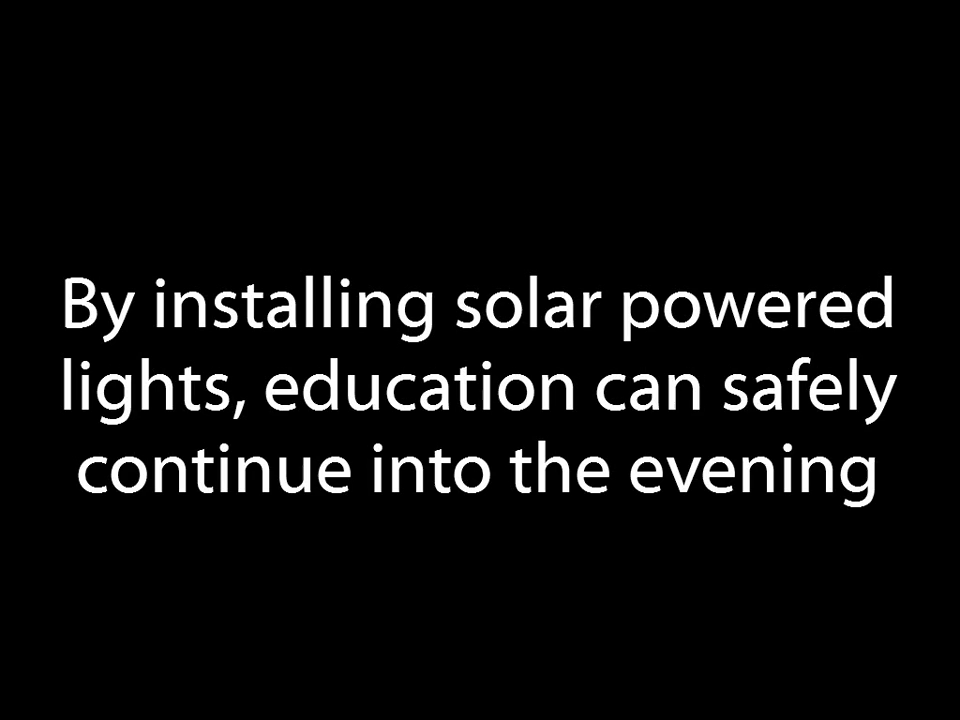 By installing solar powered
lights, education can safely
continue into the evening